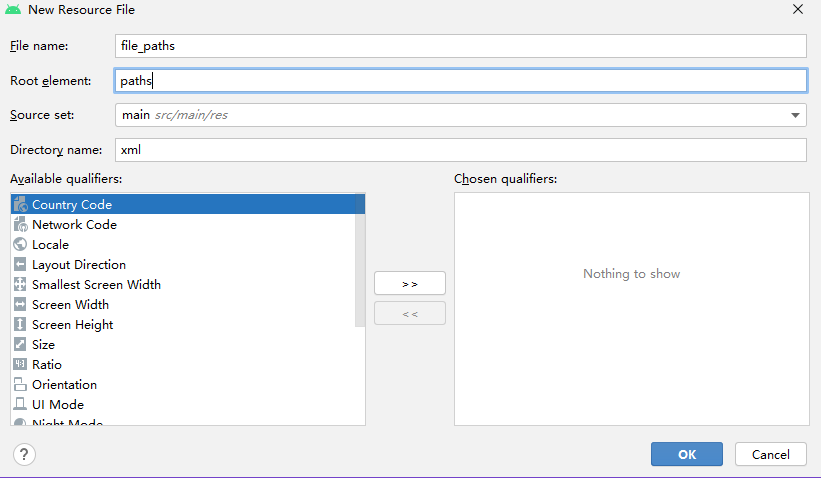 New Resource File
File name: file_paths
Root element: paths
Source set: main src/main/res
Directory name: xml
Available qualifiers:
Chosen qualifiers:
Country Code
Network Code
Locale
Layout Direction
Smallest Screen Width
Screen Width
Screen Height
Size
Ratio
Orientation
UI Mode
Night Mode
>>
<<
Nothing to show
?
OK
Cancel